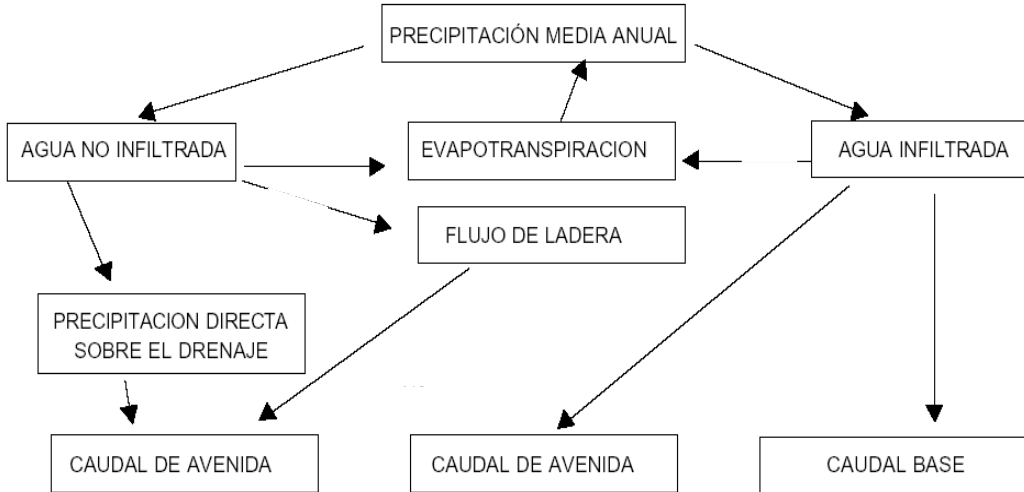 PRECIPITACIÓN MEDIA ANUAL
AGUA NO INFILTRADA
EVAPOTRANSPIRACION
AGUA INFILTRADA
FLUJO DE LADERA
PRECIPITACION DIRECTA
SOBRE EL DRENAJE
CAUDAL DE AVENIDA
CAUDAL DE AVENIDA
CAUDAL BASE